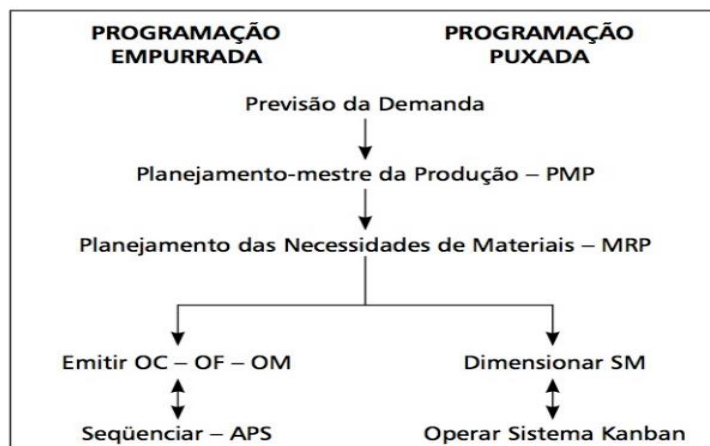 PROGRAMAÇÃO
EMPURRADA
PROGRAMAÇÃO
PUXADA
Previsão da Demanda
Planejamento-mestre da Produção – PMP
Planejamento das Necessidades de Materiais – MRP
Emitir OC – OF – OM
Dimensionar SM
Seqüenciar – APS
Operar Sistema Kanban